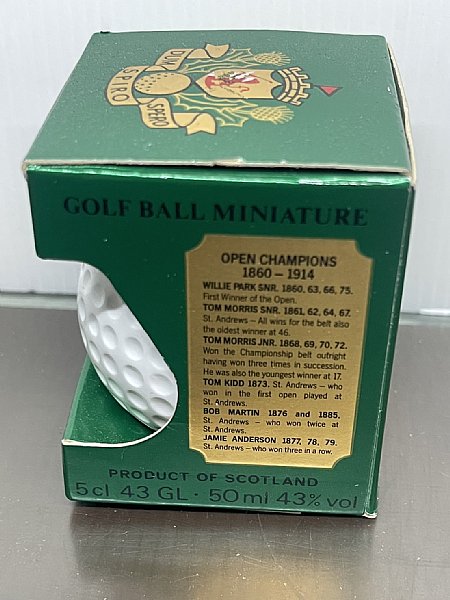 DUM
SPIRO
SPERO
GOLF BALL MINIATURE
OPEN CHAMPIONS
1860 – 1914
WILLIE PARK SNR. 1860, 63, 66, 75.
First Winner of the Open.
TOM MORRIS SNR. 1861, 62, 64, 67.
St. Andrews – All wins for the belt also
the oldest winner at 46.
TOM MORRIS JNR. 1868, 69, 70, 72.
Won the Championship belt outright
having won three times in succession.
He was also the youngest winner at 17.
TOM KIDD 1873. St. Andrews – who
won in the first open played at
St. Andrews.
BOB MARTIN 1876 and 1885,
St. Andrews – who won twice at
St. Andrews.
JAMIE ANDERSON 1877, 78, 79.
St. Andrews – who won three in a row.
PRODUCT OF SCOTLAND
5cl 43 GL · 50ml 43% vol